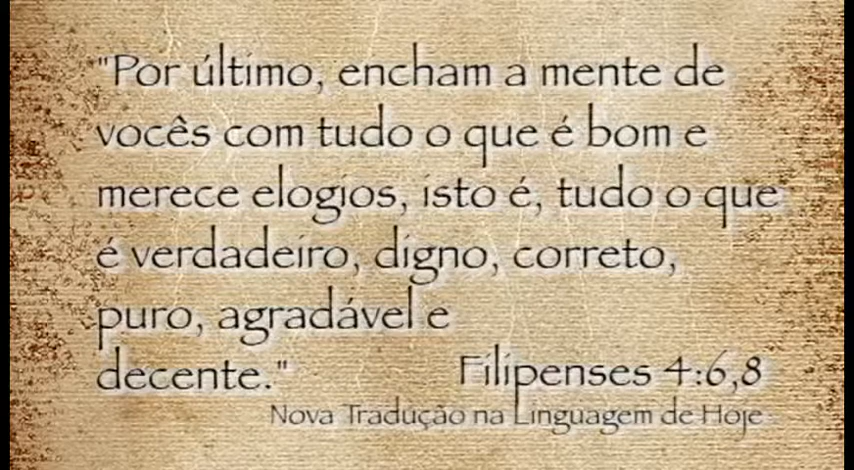 "Por último, encham a mente de
vocês com tudo o que é bom e
merece elogios, isto é, tudo o que
é verdadeiro, digno, correto,
puro, agradável e
decente." Filipenses 4:6,8
Nova Tradução na Linguagem de Hoje